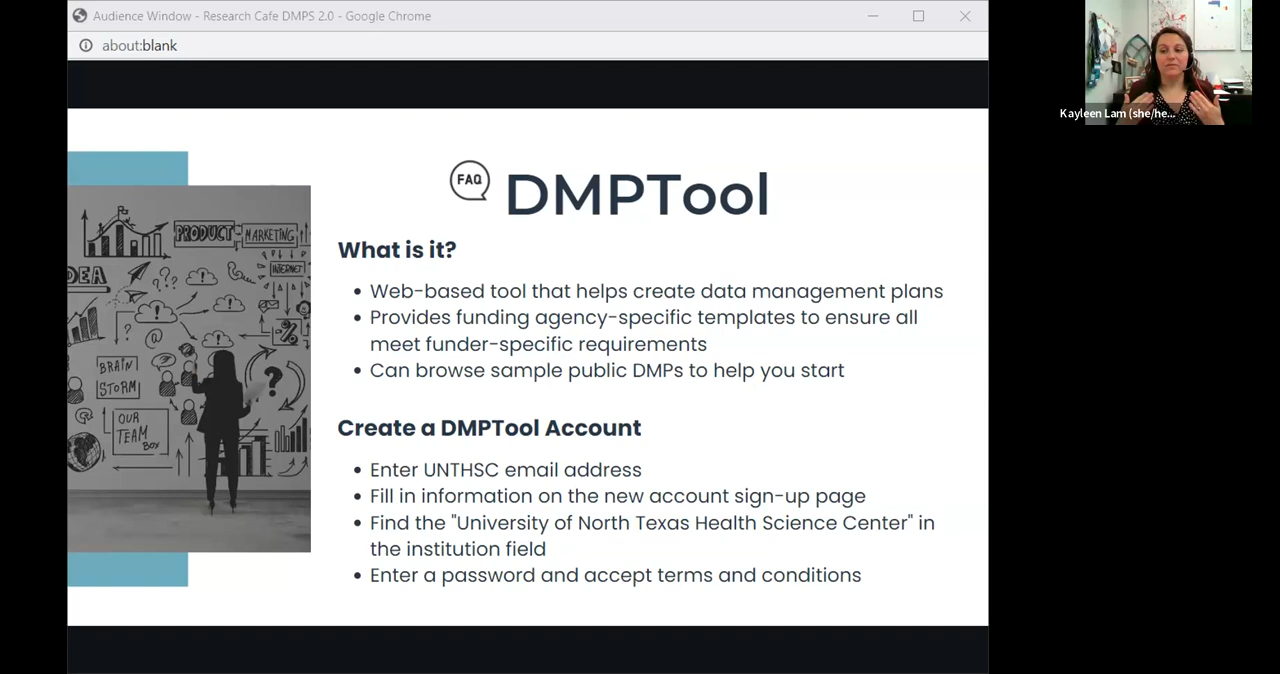 Audience Window - Research Cafe DMPS 2.0 - Google Chrome
about:blank
Kayleen Lam (she/he...
FAQ
DMPTool
What is it?
• Web-based tool that helps create data management plans
• Provides funding agency-specific templates to ensure all
meet funder-specific requirements
• Can browse sample public DMPs to help you start
Create a DMPTool Account
• Enter UNTHSC email address
• Fill in information on the new account sign-up page
• Find the "University of North Texas Health Science Center" in
the institution field
• Enter a password and accept terms and conditions
PRODUCT
MARKETING
INTERNET
IDEA
BRAIN
STORM
OUR
TEAM
BOX